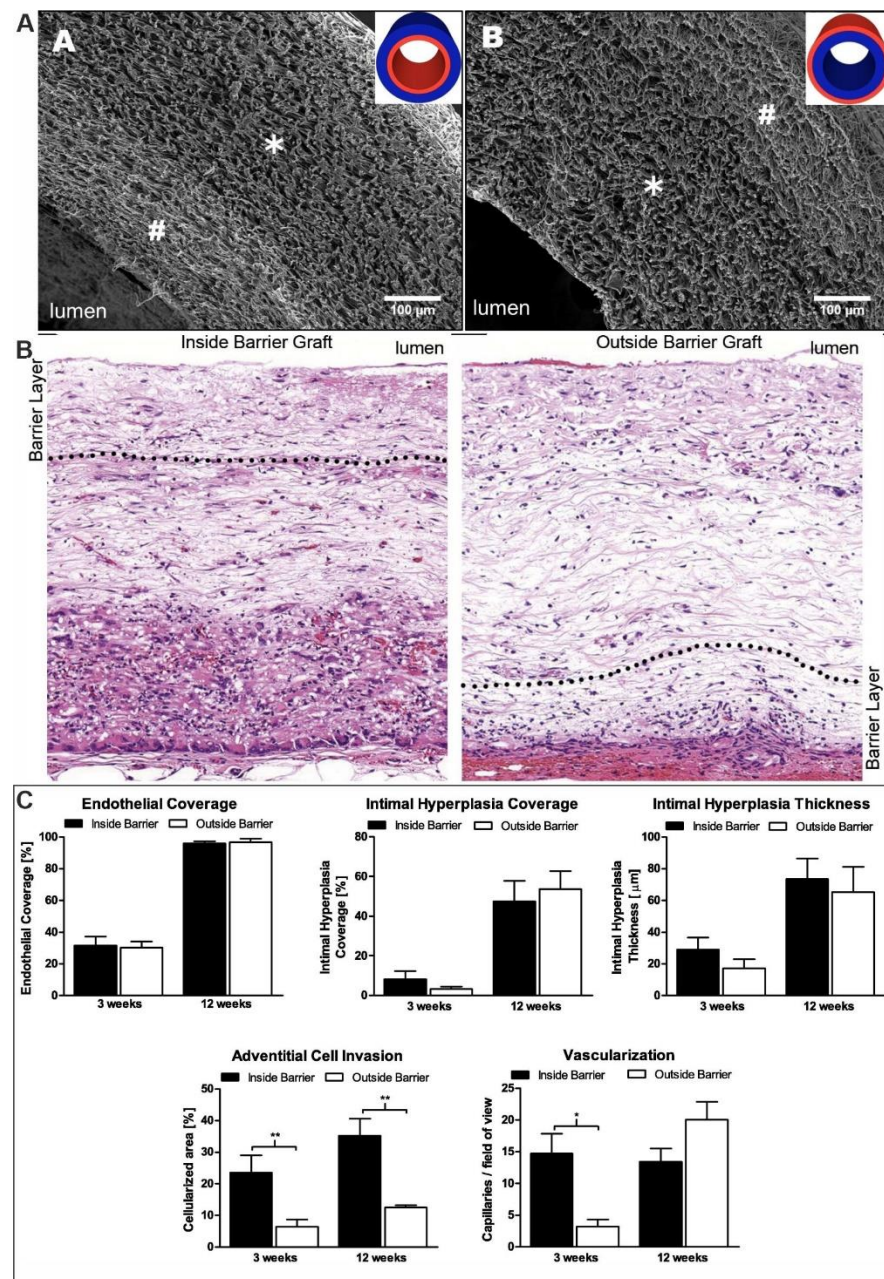 A
A
B
#
*
#
*
lumen
100 µm
lumen
100 µm
B
Inside Barrier Graft
lumen
Outside Barrier Graft
lumen
Barrier Layer
Barrier Layer
C
Endothelial Coverage
Inside Barrier
Outside Barrier
Endothelial Coverage [%]
100
80
60
40
20
0
3 weeks
12 weeks
Intimal Hyperplasia Coverage
Inside Barrier
Outside Barrier
Intimal Hyperplasia
Coverage [%]
80
60
40
20
0
3 weeks
12 weeks
Intimal Hyperplasia Thickness
Inside Barrier
Outside Barrier
Intimal Hyperplasia
Thickness [ µm]
100
80
60
40
20
0
3 weeks
12 weeks
Adventitial Cell Invasion
Inside Barrier
Outside Barrier
Cellularized area [%]
50
40
30
20
10
0
**
**
3 weeks
12 weeks
Vascularization
Inside Barrier
Outside Barrier
Capillaries / field of view
25
20
15
10
5
0
*
3 weeks
12 weeks